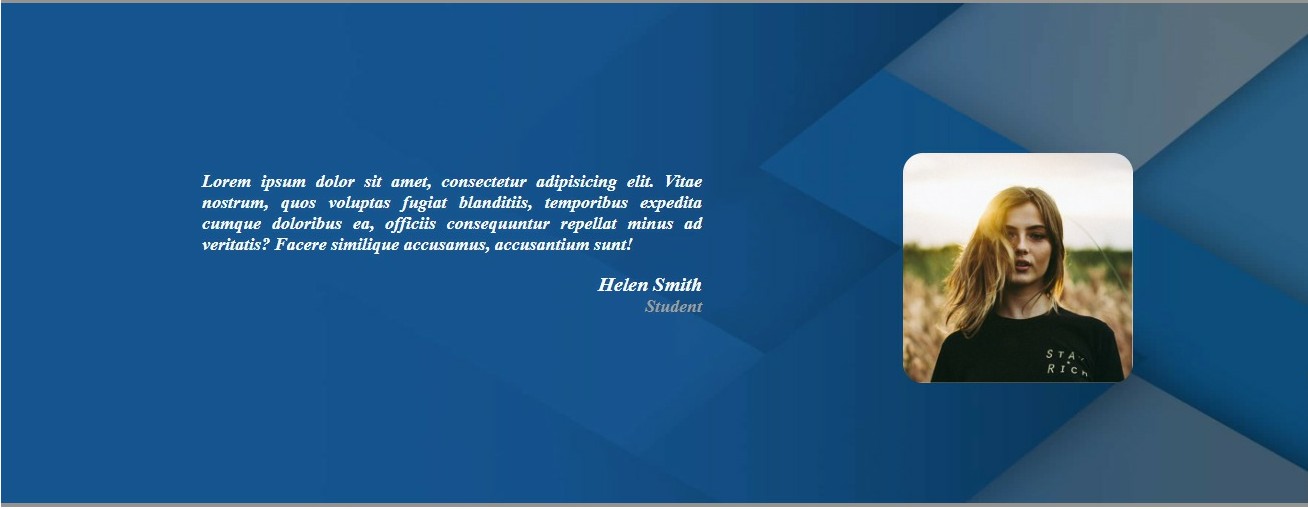 Lorem ipsum dolor sit amet, consectetur adipisicing elit. Vitae
nostrum, quos voluptas fugiat blanditiis, temporibus expedita
cumque doloribus ea, officiis consequuntur repellat minus ad
veritatis? Facere similique accusamus, accusantium sunt!
Helen Smith
Student
RICH